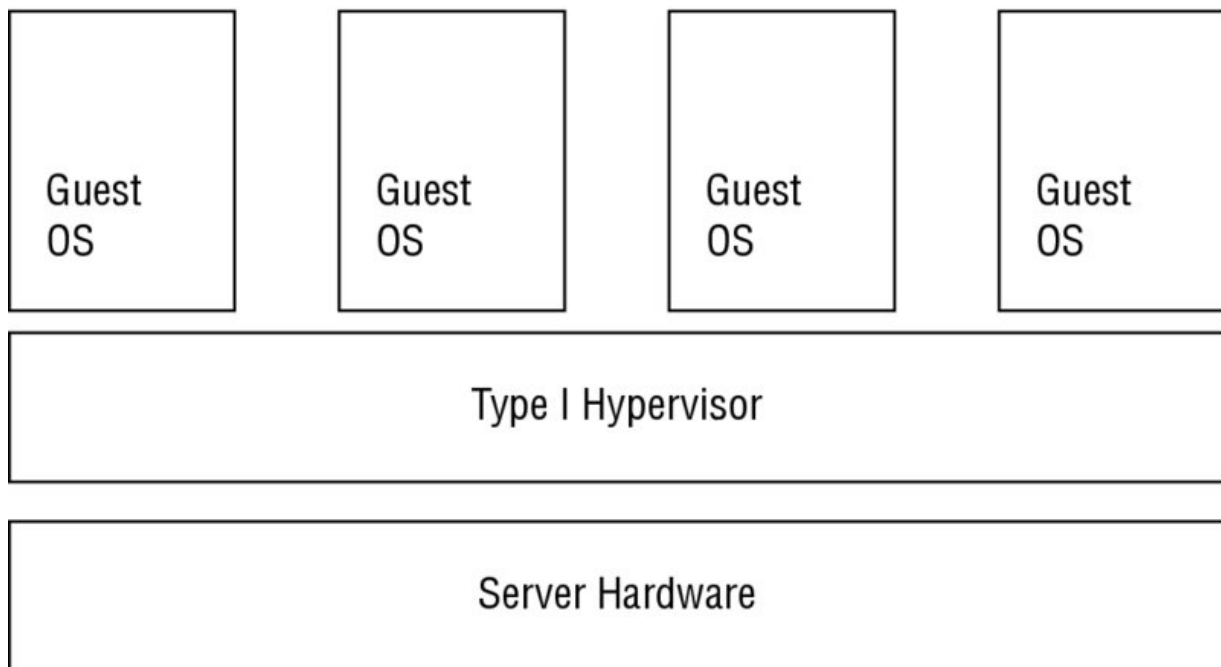 Guest
OS
Guest
OS
Guest
OS
Guest
OS
Type I Hypervisor
Server Hardware